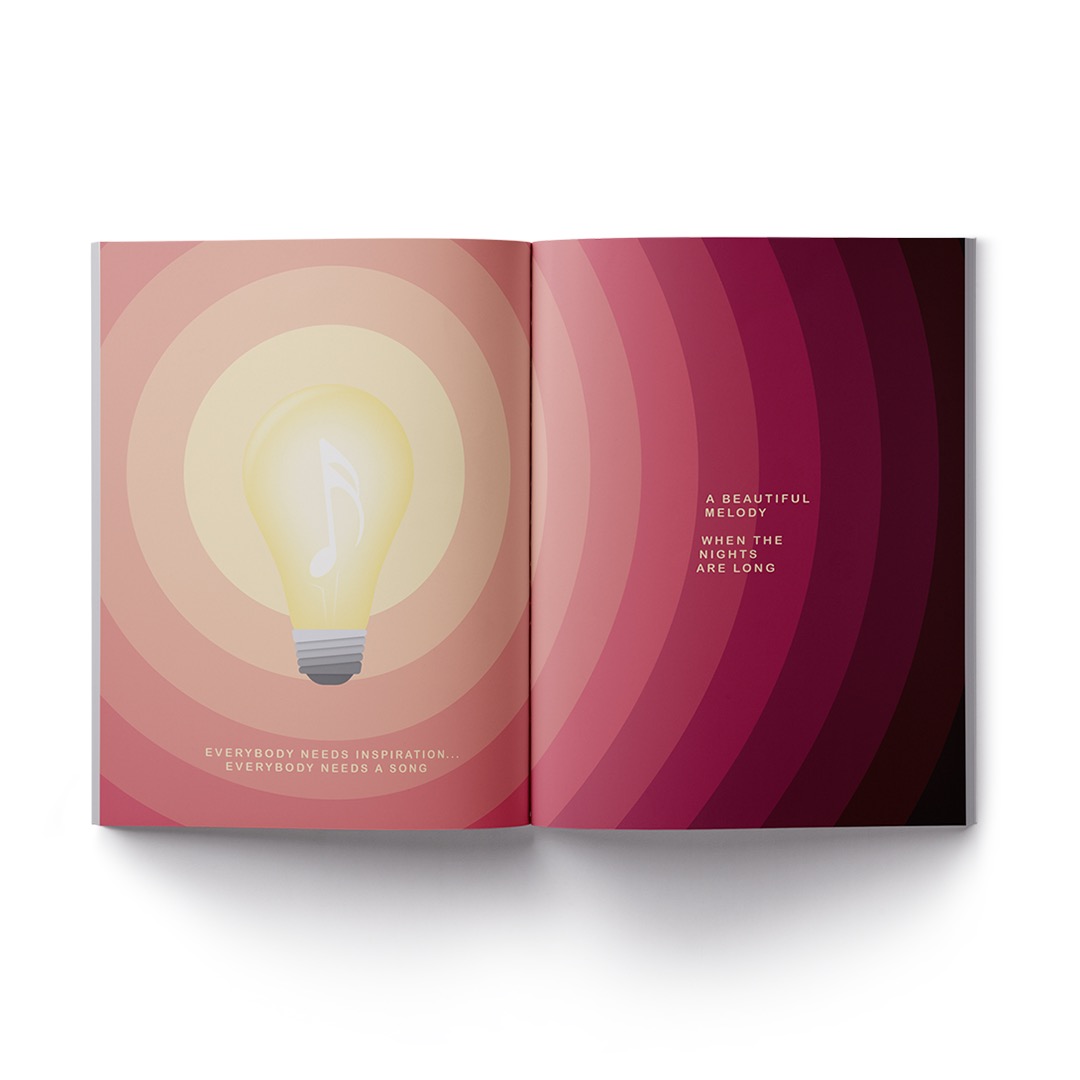 EVERYBODY NEEDS INSPIRATION...
EVERYBODY NEEDS A SONG
A BEAUTIFUL
MELODY
WHEN THE
NIGHTS
ARE LONG